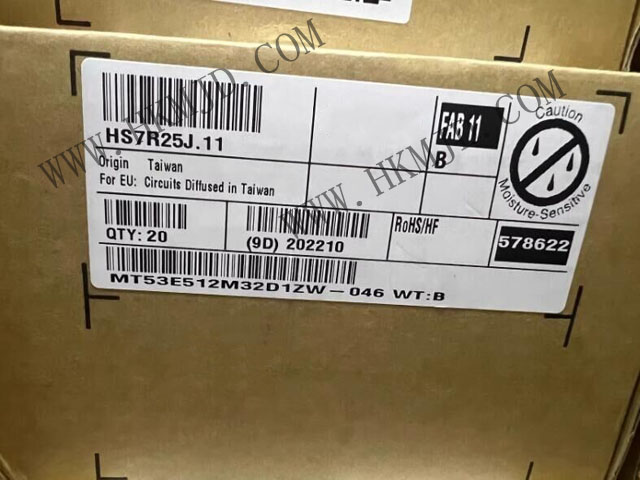 HS7R25J.11
FAB 11
B
Caution
Moisture-Sensitive
Origin Taiwan
For EU: Circuits Diffused in Taiwan
QTY: 20
(9D) 202210
RoHS/HF
578622
MT53E512M32D1ZW-046 WT:B
WWW.HKMJD.COM
WWW.HKMJD.COM